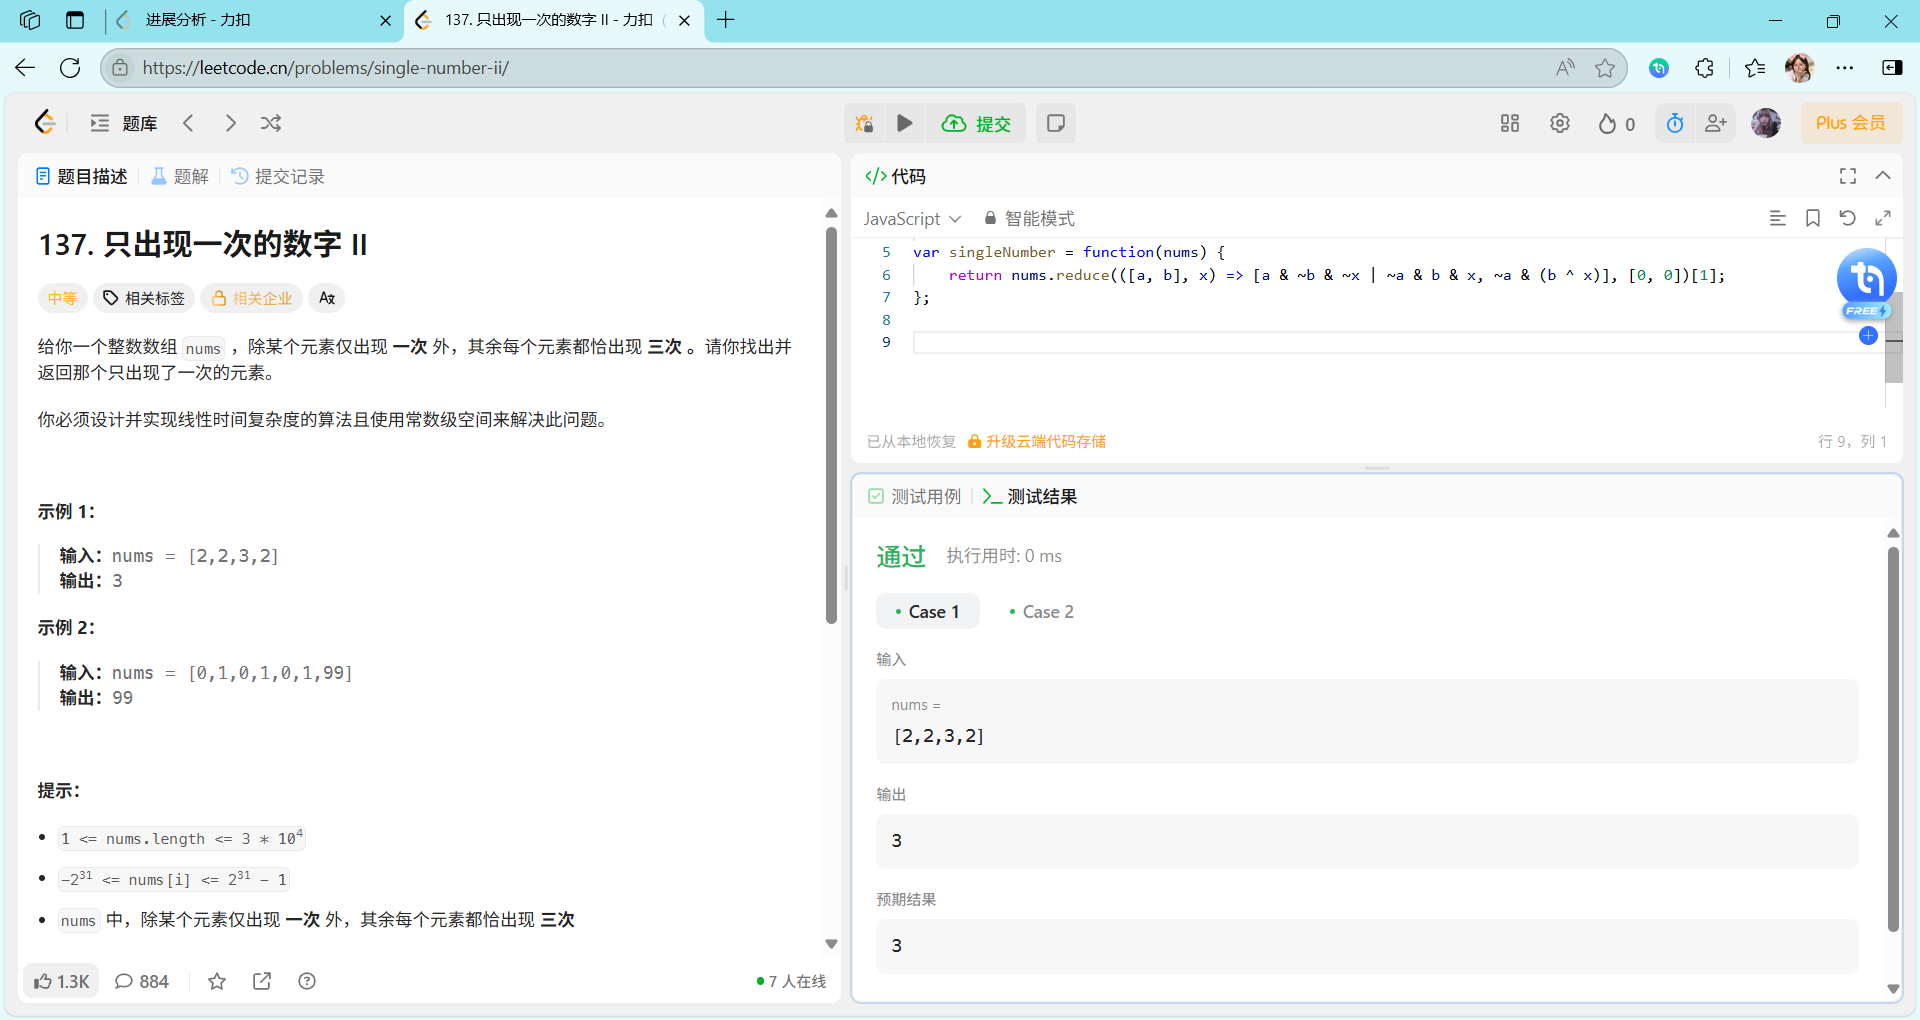 进展分析 - 力扣
137. 只出现一次的数字 II - 力扣（
https://leetcode.cn/problems/single-number-ii/
题库
提交
0
Plus 会员
题目描述
题解
提交记录
137. 只出现一次的数字 II
中等
相关标签
相关企业
给你一个整数数组 nums ，除某个元素仅出现 一次 外，其余每个元素都恰出现 三次 。请你找出并
返回那个只出现了一次的元素。
你必须设计并实现线性时间复杂度的算法且使用常数级空间来解决此问题。
示例 1：
输入：nums = [2,2,3,2]
输出：3
示例 2：
输入：nums = [0,1,0,1,0,1,99]
输出：99
提示：
1 <= nums.length <= 3 * 10⁴
-2³¹ <= nums[i] <= 2³¹ - 1
nums 中，除某个元素仅出现 一次 外，其余每个元素都恰出现 三次
1.3K
884
7 人在线
</> 代码
JavaScript
智能模式
5 var singleNumber = function(nums) {
6     return nums.reduce(([a, b], x) => [a & ~b & ~x | ~a & b & x, ~a & (b ^ x)], [0, 0])[1];
7 };
8
9
FREE
已从本地恢复
升级云端代码存储
行 9，列 1
测试用例
测试结果
通过
执行用时: 0 ms
Case 1
Case 2
输入
nums =
[2,2,3,2]
输出
3
预期结果
3